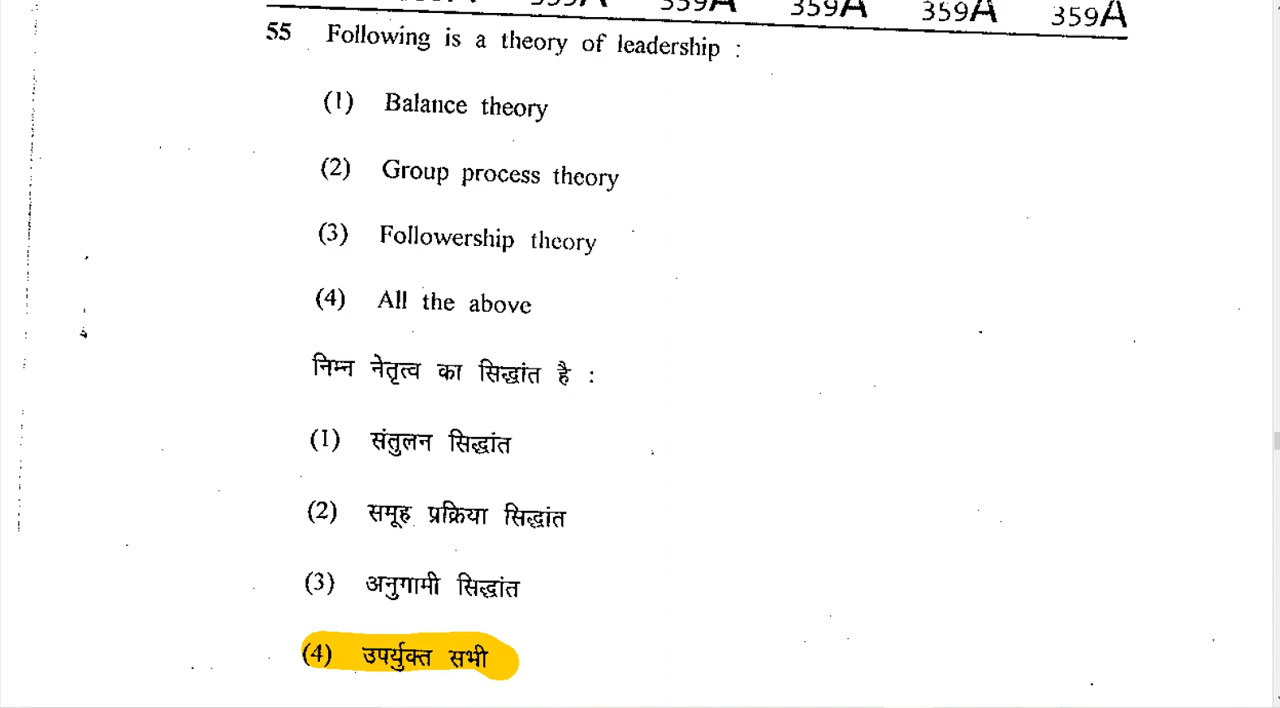 359A 359A 359A 359A
55 Following is a theory of leadership :
(1) Balance theory
(2) Group process theory
(3) Followership theory
(4) All the above
निम्न नेतृत्व का सिद्धांत है :
(1) संतुलन सिद्धांत
(2) समूह प्रक्रिया सिद्धांत
(3) अनुगामी सिद्धांत
(4) उपर्युक्त सभी